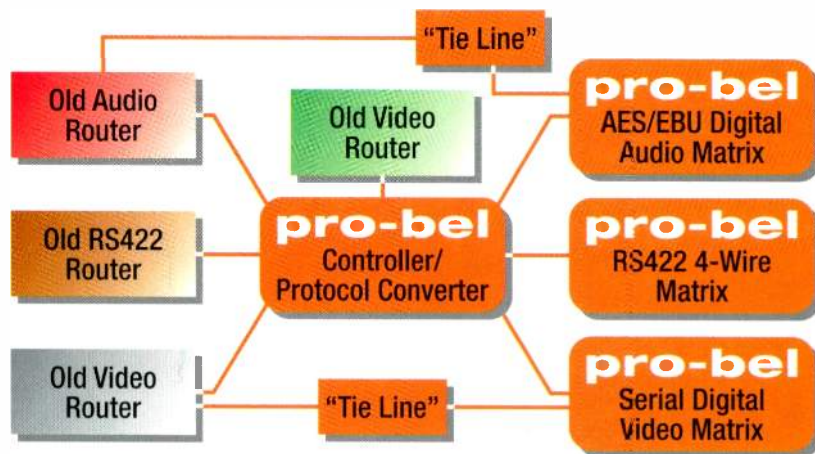 “Tie Line”
Old Audio
Router
Old Video
Router
pro-bel
AES/EBU Digital
Audio Matrix
Old RS422
Router
pro-bel
Controller/
Protocol Converter
pro-bel
RS422 4-Wire
Matrix
Old Video
Router
“Tie Line”
pro-bel
Serial Digital
Video Matrix